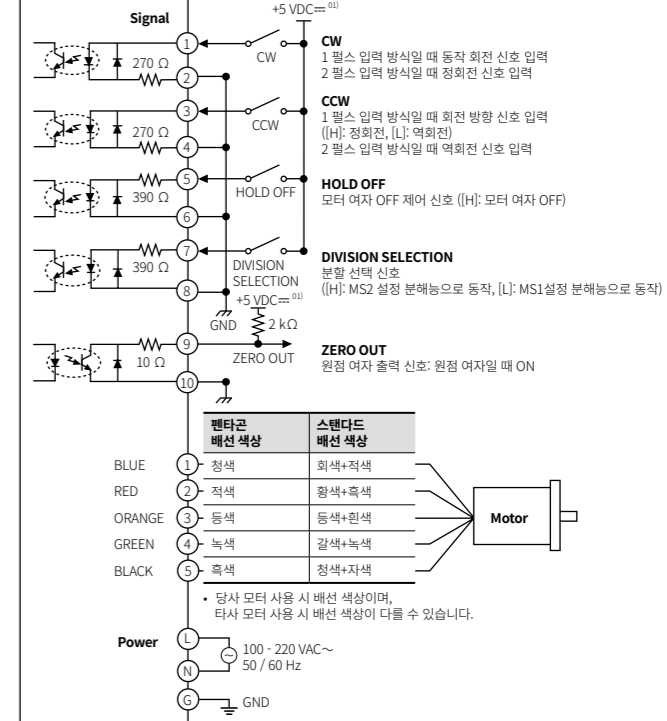 +5 VDC⎓ 01)
Signal
1
CW
270 Ω
2
CW
1 펄스 입력 방식일 때 동작 회전 신호 입력
2 펄스 입력 방식일 때 정회전 신호 입력
3
CCW
270 Ω
4
CCW
1 펄스 입력 방식일 때 회전 방향 신호 입력
([H]: 정회전, [L]: 역회전)
2 펄스 입력 방식일 때 역회전 신호 입력
5
HOLD OFF
390 Ω
6
HOLD OFF
모터 여자 OFF 제어 신호 ([H]: 모터 여자 OFF)
7
390 Ω
DIVISION
SELECTION
8
DIVISION SELECTION
분할 선택 신호
([H]: MS2 설정 분해능으로 동작, [L]: MS1설정 분해능으로 동작)
+5 VDC⎓ 01)
GND
2 kΩ
9
ZERO OUT
10 Ω
10
ZERO OUT
원점 여자 출력 신호: 원점 여자일 때 ON
펜타곤
배선 색상
스탠다드
배선 색상
BLUE 1 청색 회색+적색
RED 2 적색 황색+흑색
ORANGE 3 등색 등색+흰색
GREEN 4 녹색 갈색+녹색
BLACK 5 흑색 청색+자색
Motor
• 당사 모터 사용 시 배선 색상이며,
타사 모터 사용 시 배선 색상이 다를 수 있습니다.
Power
L
N
100 - 220 VAC～
50 / 60 Hz
G
GND